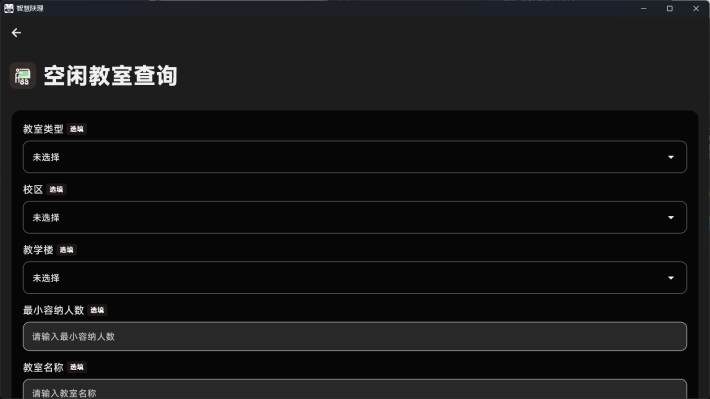 智慧陕理
空闲教室查询
教室类型 选填
未选择
校区 选填
未选择
教学楼 选填
未选择
最小容纳人数 选填
请输入最小容纳人数
教室名称 选填
请输入教室名称